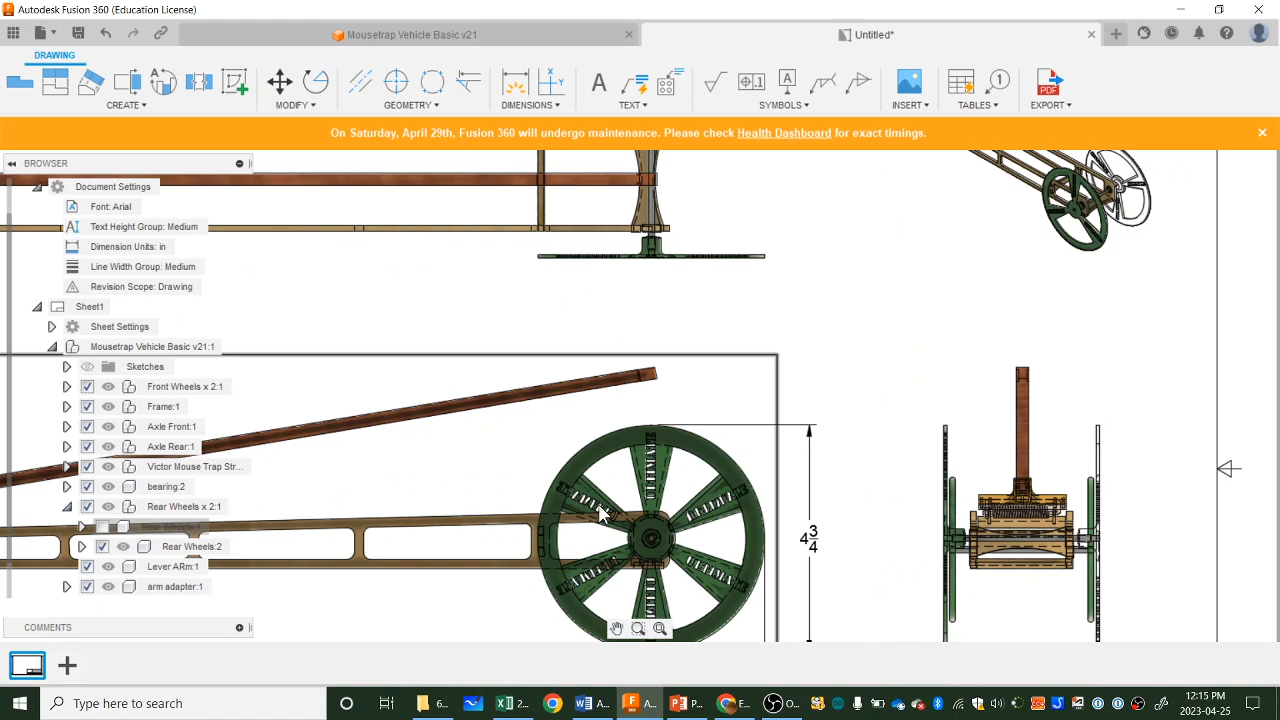 Autodesk Fusion 360 (Education License)
Mousetrap Vehicle Basic v21
Untitled*
DRAWING
CREATE
MODIFY
GEOMETRY
DIMENSIONS
TEXT
SYMBOLS
INSERT
TABLES
EXPORT
On Saturday, April 29th, Fusion 360 will undergo maintenance. Please check Health Dashboard for exact timings.
BROWSER
Document Settings
Font: Arial
Text Height Group: Medium
Dimension Units: in
Line Width Group: Medium
Revision Scope: Drawing
Sheet1
Sheet Settings
Mousetrap Vehicle Basic v21:1
Sketches
Front Wheels x 2:1
Frame:1
Axle Front:1
Axle Rear:1
Victor Mouse Trap Str...
bearing:2
Rear Wheels x 2:1
Rear Wheels:2
Lever ARm:1
arm adapter:1
4 3/4
COMMENTS
Type here to search
6...
A...
X 2...
C...
A...
P...
E...
O...
12:15 PM
2023-04-25